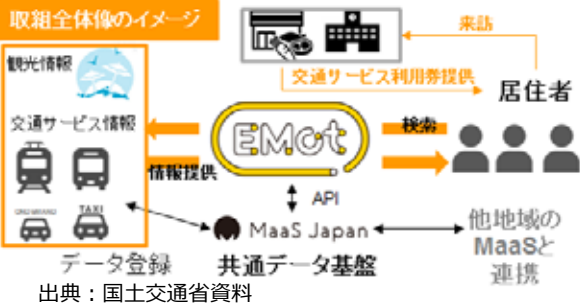 取組全体像のイメージ
観光情報
交通サービス情報
TAXI
来訪
交通サービス利用券提供
居住者
EMot
検索
情報提供
API
MaaS Japan
共通データ基盤
データ登録
他地域の
MaaSと
連携
出典：国土交通省資料